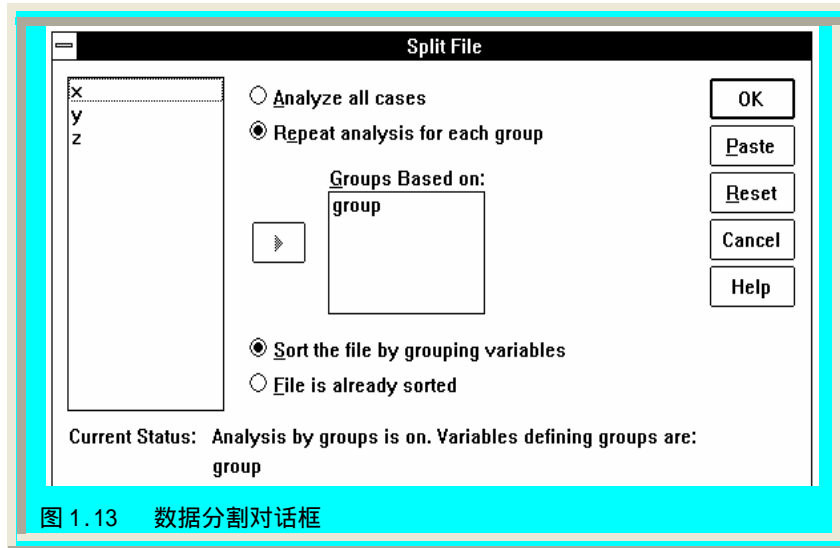 Split File
x
y
z
Analyze all cases
Repeat analysis for each group
Groups Based on:
group
Sort the file by grouping variables
File is already sorted
OK
Paste
Reset
Cancel
Help
Current Status: Analysis by groups is on. Variables defining groups are:
group
图 1.13 数据分割对话框